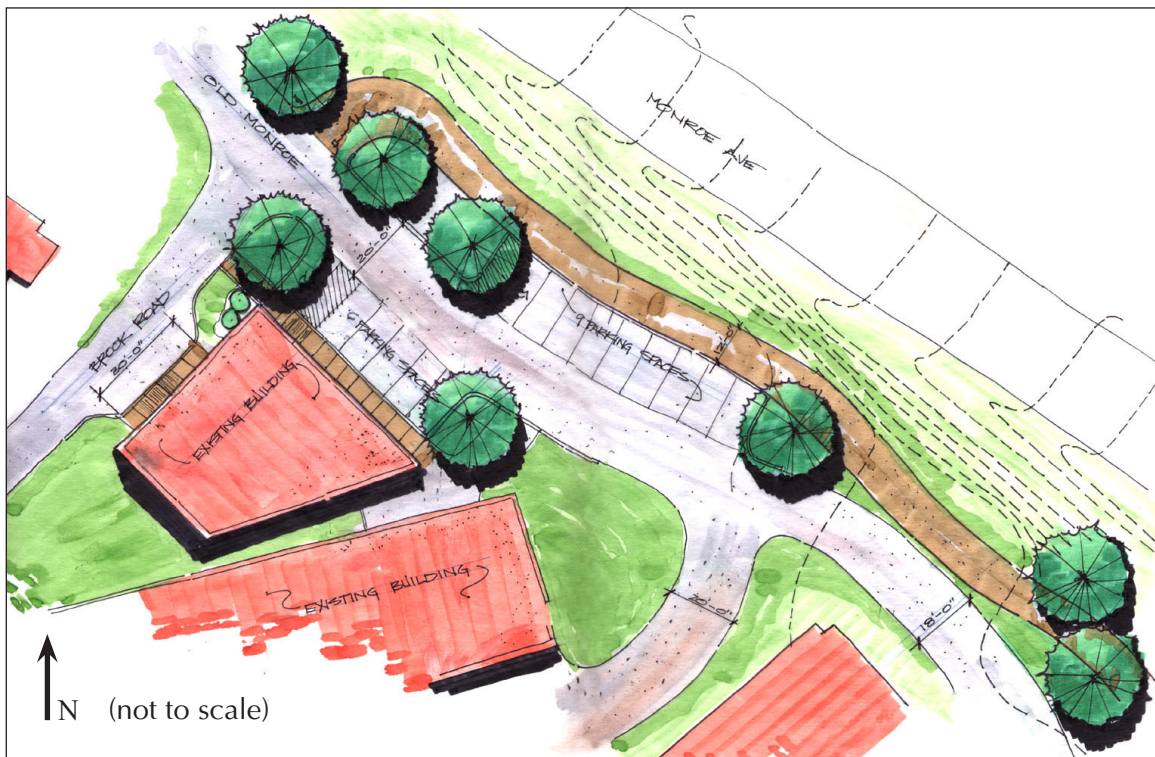 OLD MONROE
MONROE AVE
20'-0"
BROOK ROAD
20'-0"
6 PARKING SPACES
9 PARKING SPACES
EXISTING BUILDING
EXISTING BUILDING
20'-0"
18'-0"
N (not to scale)